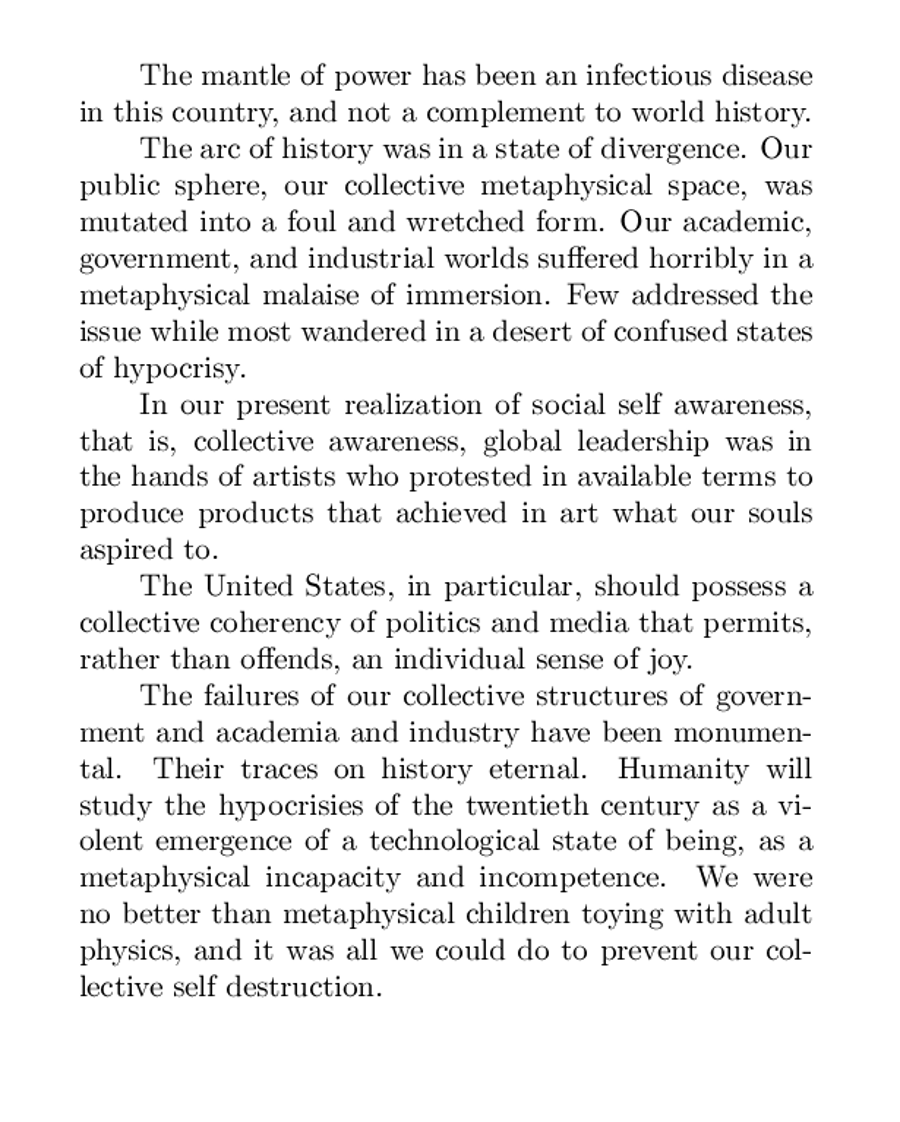 The mantle of power has been an infectious disease
in this country, and not a complement to world history.
The arc of history was in a state of divergence. Our
public sphere, our collective metaphysical space, was
mutated into a foul and wretched form. Our academic,
government, and industrial worlds suffered horribly in a
metaphysical malaise of immersion. Few addressed the
issue while most wandered in a desert of confused states
of hypocrisy.
In our present realization of social self awareness,
that is, collective awareness, global leadership was in
the hands of artists who protested in available terms to
produce products that achieved in art what our souls
aspired to.
The United States, in particular, should possess a
collective coherency of politics and media that permits,
rather than offends, an individual sense of joy.
The failures of our collective structures of govern-
ment and academia and industry have been monumen-
tal. Their traces on history eternal. Humanity will
study the hypocrisies of the twentieth century as a vi-
olent emergence of a technological state of being, as a
metaphysical incapacity and incompetence. We were
no better than metaphysical children toying with adult
physics, and it was all we could do to prevent our col-
lective self destruction.